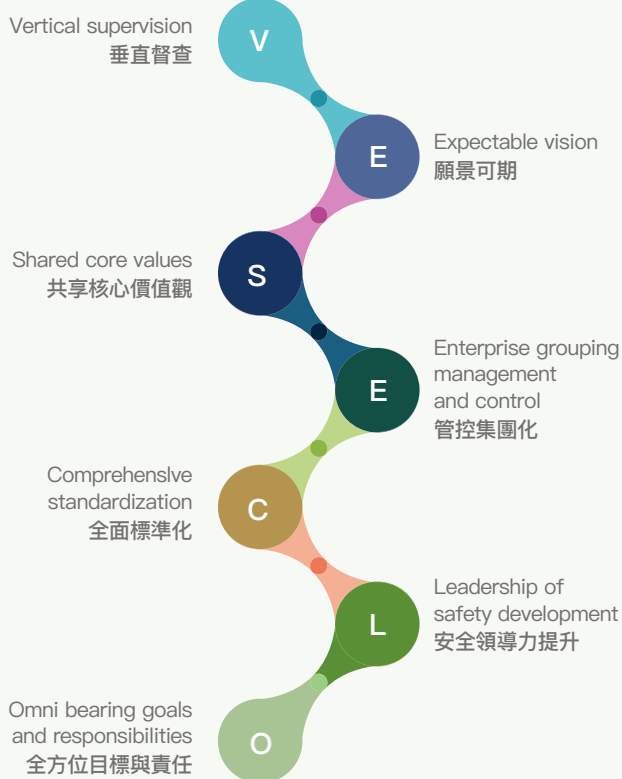 Vertical supervision
垂直督查
V
E
Expectable vision
願景可期
Shared core values
共享核心價值觀
S
E
Enterprise grouping
management
and control
管控集團化
ComprehensIve
standardization
全面標準化
C
L
Leadership of
safety development
安全領導力提升
Omni bearing goals
and responsibilities
全方位目標與責任
O